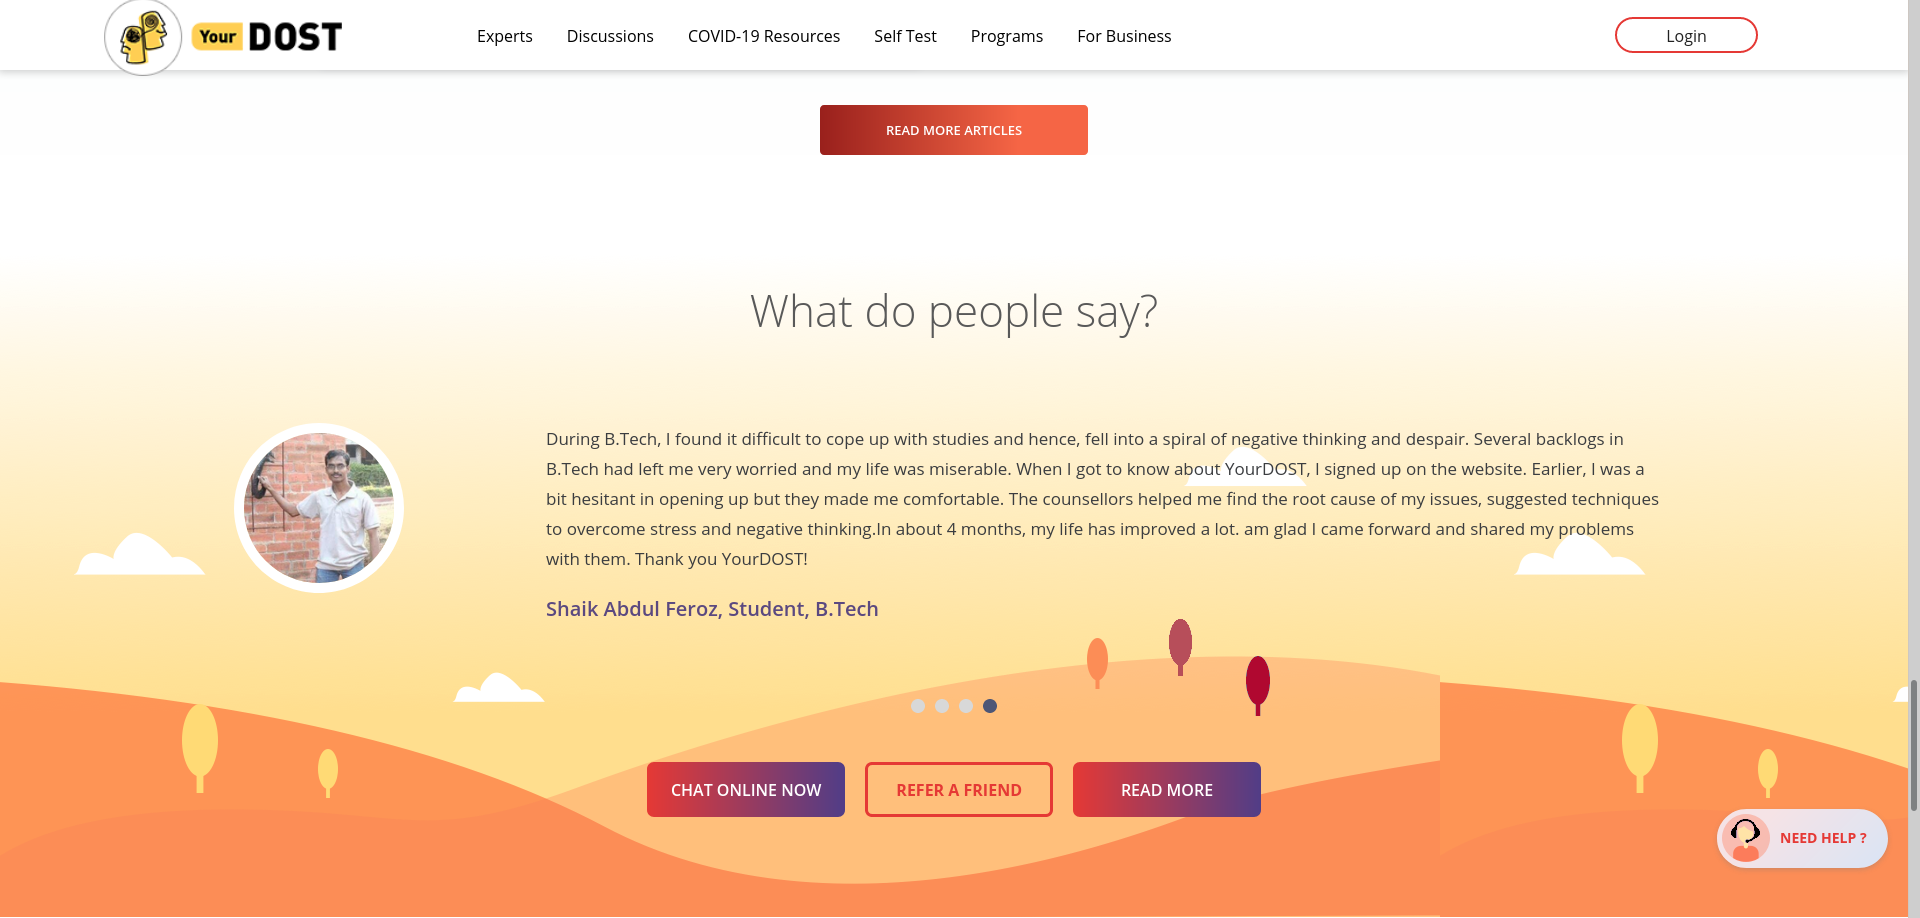 Your DOST
Experts Discussions COVID-19 Resources Self Test Programs For Business Login
READ MORE ARTICLES
What do people say?
During B.Tech, I found it difficult to cope up with studies and hence, fell into a spiral of negative thinking and despair. Several backlogs in
B.Tech had left me very worried and my life was miserable. When I got to know about YourDOST, I signed up on the website. Earlier, I was a
bit hesitant in opening up but they made me comfortable. The counsellors helped me find the root cause of my issues, suggested techniques
to overcome stress and negative thinking.In about 4 months, my life has improved a lot. am glad I came forward and shared my problems
with them. Thank you YourDOST!
Shaik Abdul Feroz, Student, B.Tech
CHAT ONLINE NOW REFER A FRIEND READ MORE
NEED HELP ?